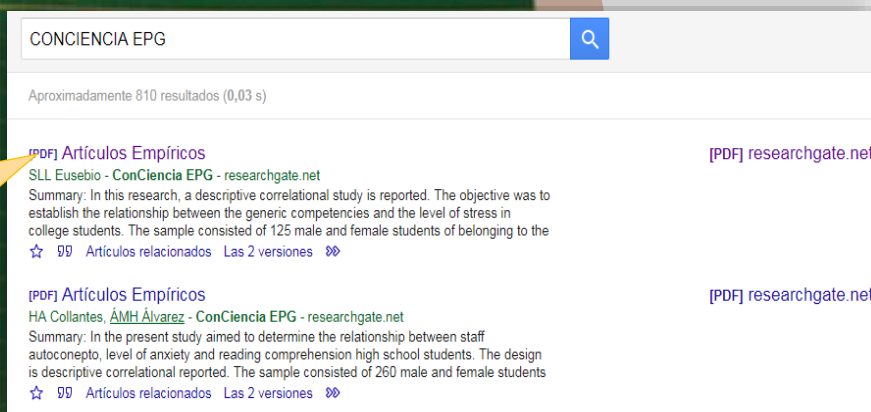 CONCIENCIA EPG
Aproximadamente 810 resultados (0,03 s)
[PDF] Artículos Empíricos
[PDF] researchgate.net
SLL Eusebio - ConCiencia EPG - researchgate.net
Summary: In this research, a descriptive correlational study is reported. The objective was to
establish the relationship between the generic competencies and the level of stress in
college students. The sample consisted of 125 male and female students of belonging to the
Artículos relacionados Las 2 versiones
[PDF] Artículos Empíricos
[PDF] researchgate.net
HA Collantes, ÁMH Álvarez - ConCiencia EPG - researchgate.net
Summary: In the present study aimed to determine the relationship between staff
autoconepto, level of anxiety and reading comprehension high school students. The design
is descriptive correlational reported. The sample consisted of 260 male and female students
Artículos relacionados Las 2 versiones